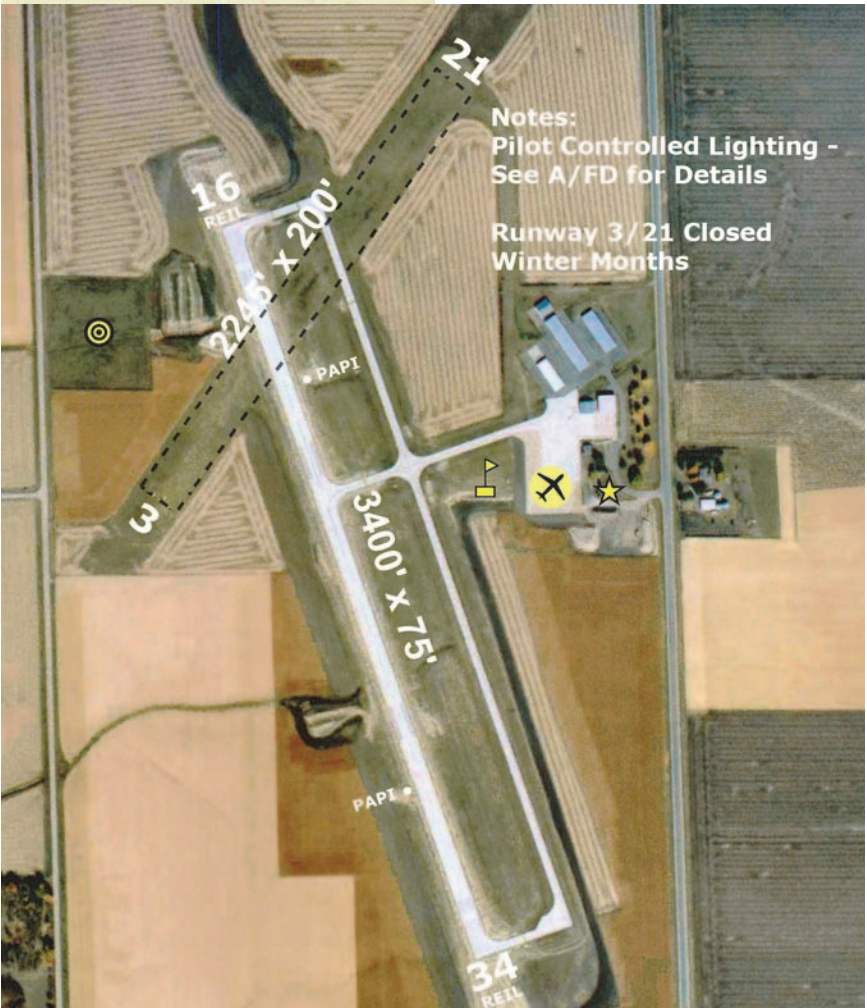 21
Notes:
Pilot Controlled Lighting -
See A/FD for Details
Runway 3/21 Closed
Winter Months
16
REIL
2245' x 200'
PAPI
3
3400' x 75'
PAPI
34
REIL